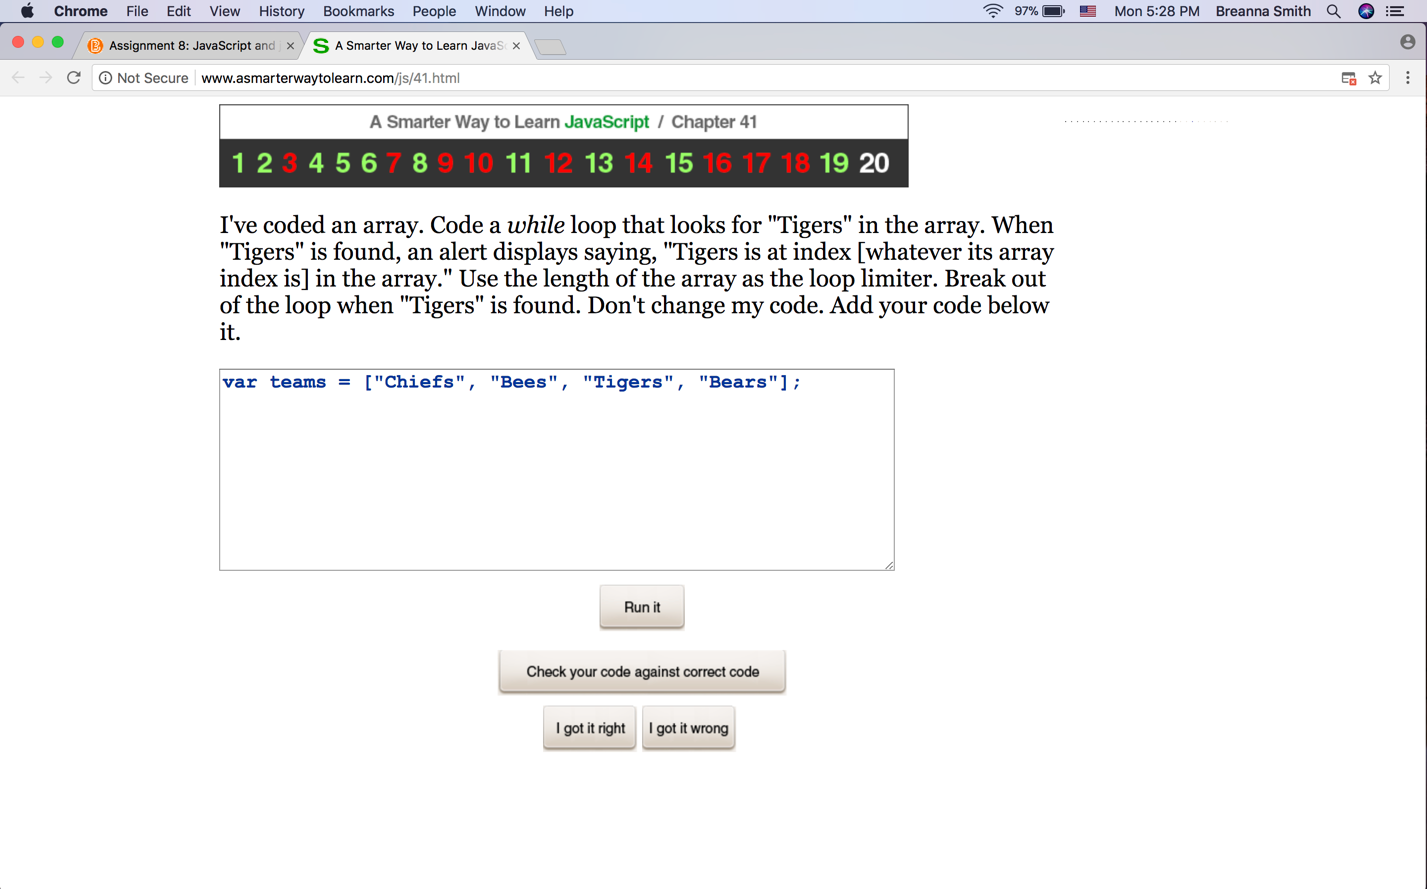 Chrome File Edit View History Bookmarks People Window Help 97% Mon 5:28 PM Breanna Smith
Assignment 8: JavaScript and × S A Smarter Way to Learn JavaS ×
Not Secure www.asmarterwaytolearn.com/js/41.html
A Smarter Way to Learn JavaScript / Chapter 41
1 2 3 4 5 6 7 8 9 10 11 12 13 14 15 16 17 18 19 20
I've coded an array. Code a while loop that looks for "Tigers" in the array. When
"Tigers" is found, an alert displays saying, "Tigers is at index [whatever its array
index is] in the array." Use the length of the array as the loop limiter. Break out
of the loop when "Tigers" is found. Don't change my code. Add your code below
it.
var teams = ["Chiefs", "Bees", "Tigers", "Bears"];
Run it
Check your code against correct code
I got it right I got it wrong